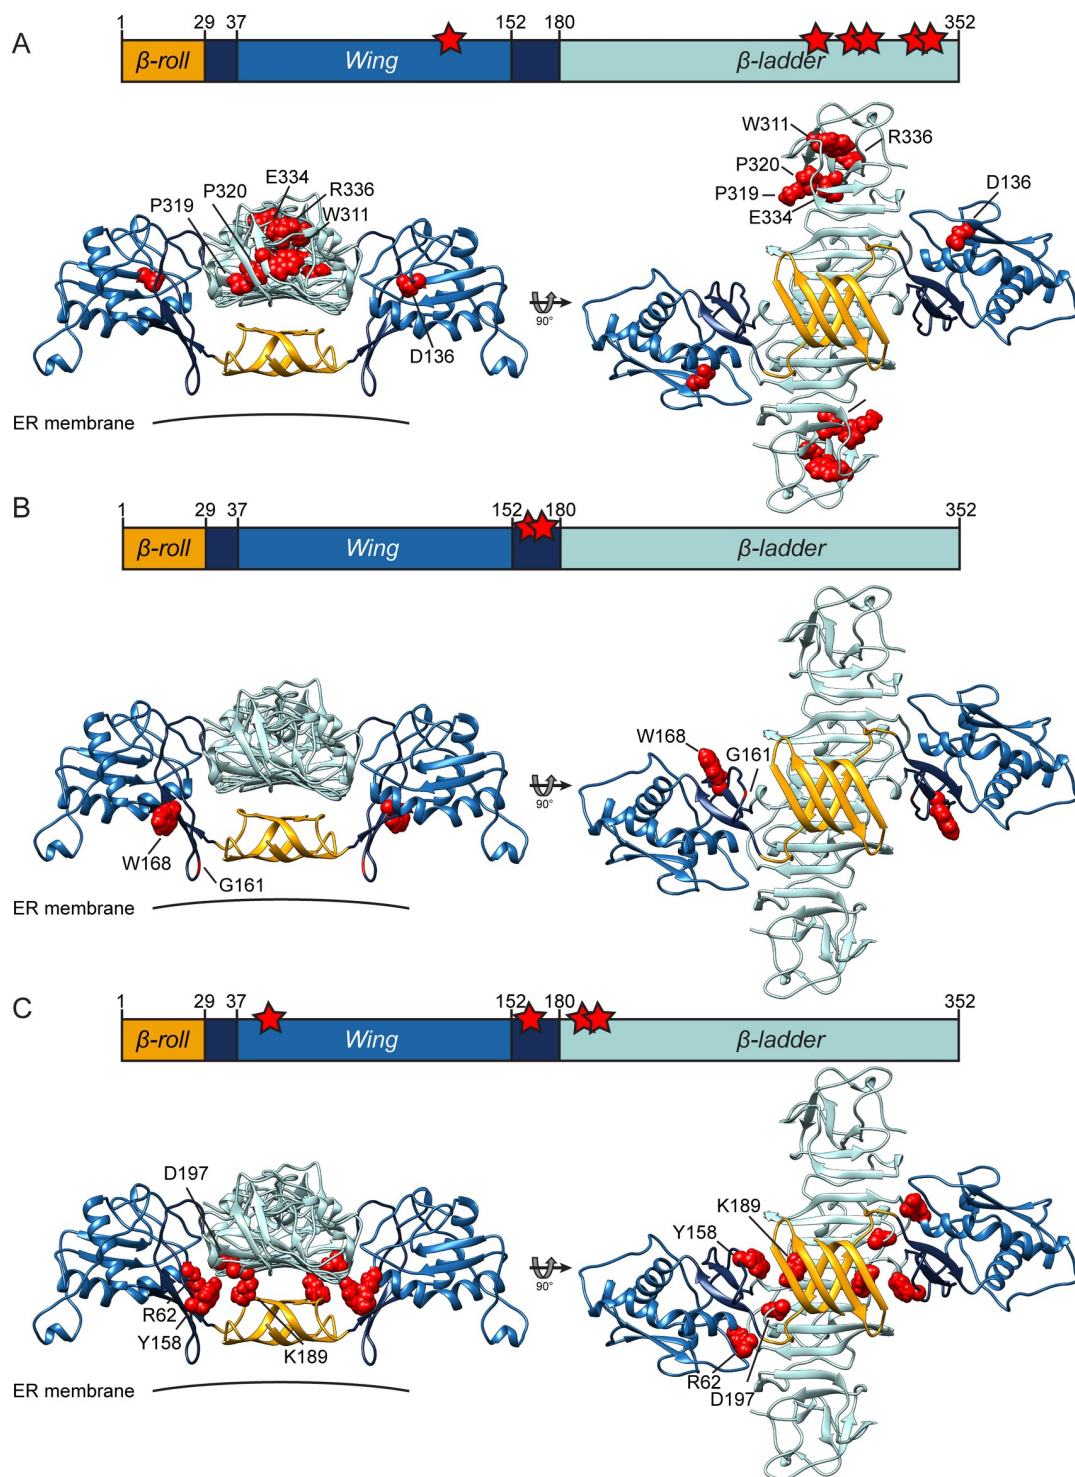 A
1 29 37 152 180 352
β-roll Wing β-ladder
P319 P320 E334 R336 W311
D136
ER membrane
90°
W311 R336
P320
P319
E334
D136
B
1 29 37 152 180 352
β-roll Wing β-ladder
W168
G161
ER membrane
90°
W168 G161
C
1 29 37 152 180 352
β-roll Wing β-ladder
D197
R62
Y158
K189
ER membrane
90°
K189
Y158
R62
D197